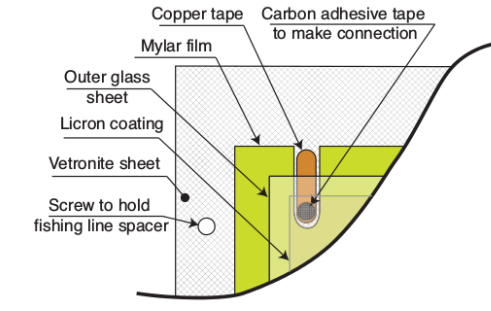 Copper tape
Carbon adhesive tape
to make connection
Mylar film
Outer glass
sheet
Licron coating
Vetronite sheet
Screw to hold
fishing line spacer